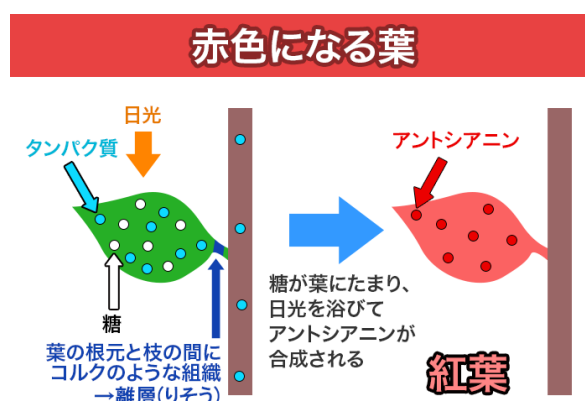 赤色になる葉
日光
タンパク質
アントシアニン
糖
糖が葉にたまり、
日光を浴びて
アントシアニンが
合成される
葉の根元と枝の間に
コルクのような組織
→離層(りそう)
紅葉